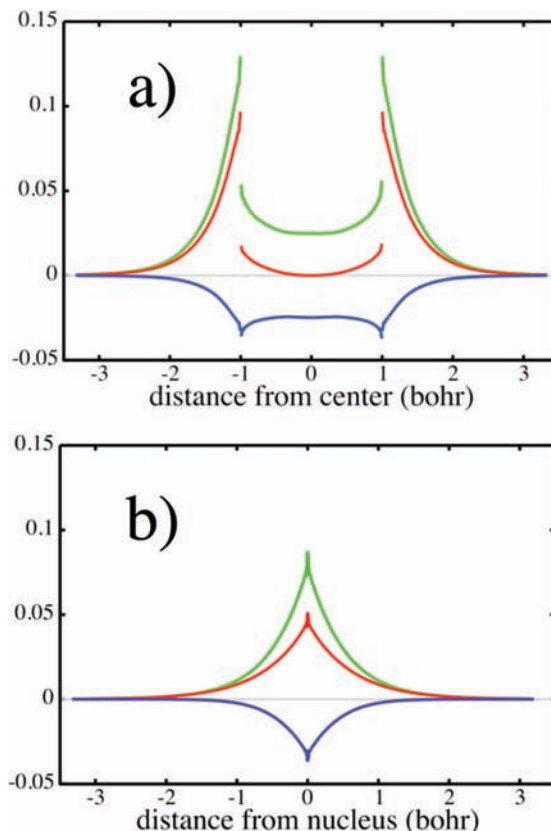 0.15
a)
0.1
0.05
0
-0.05
-3 -2 -1 0 1 2 3
distance from center (bohr)
0.15
b)
0.1
0.05
0
-0.05
-3 -2 -1 0 1 2 3
distance from nucleus (bohr)